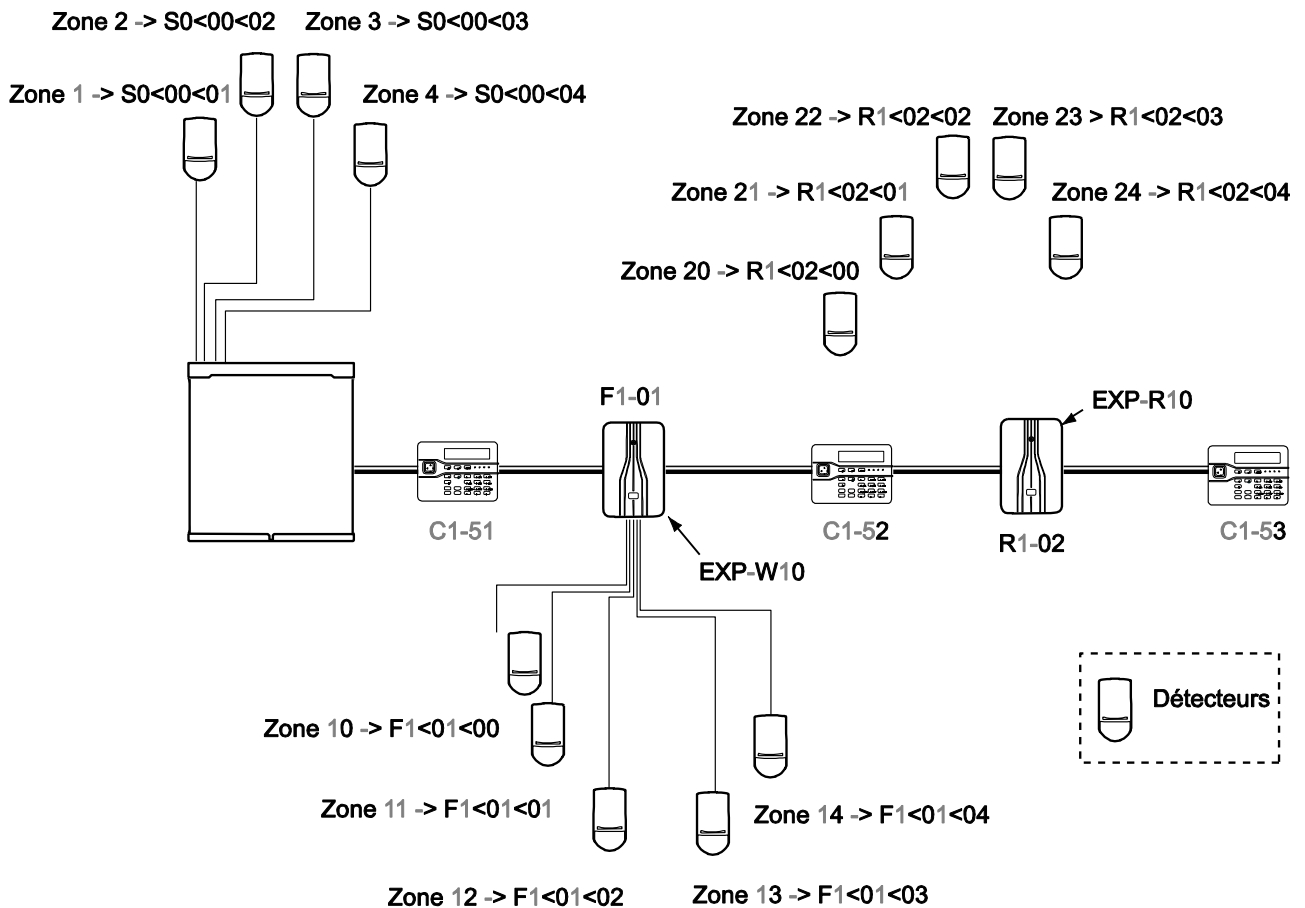 Zone 2 -> S0<00<02
Zone 3 -> S0<00<03
Zone 1 -> S0<00<01
Zone 4 -> S0<00<04
Zone 22 -> R1<02<02
Zone 23 > R1<02<03
Zone 21 -> R1<02<01
Zone 24 -> R1<02<04
Zone 20 -> R1<02<00
F1-01
EXP-R10
C1-51
C1-52
R1-02
C1-53
EXP-W10
Détecteurs
Zone 10 -> F1<01<00
Zone 11 -> F1<01<01
Zone 14 -> F1<01<04
Zone 12 -> F1<01<02
Zone 13 -> F1<01<03